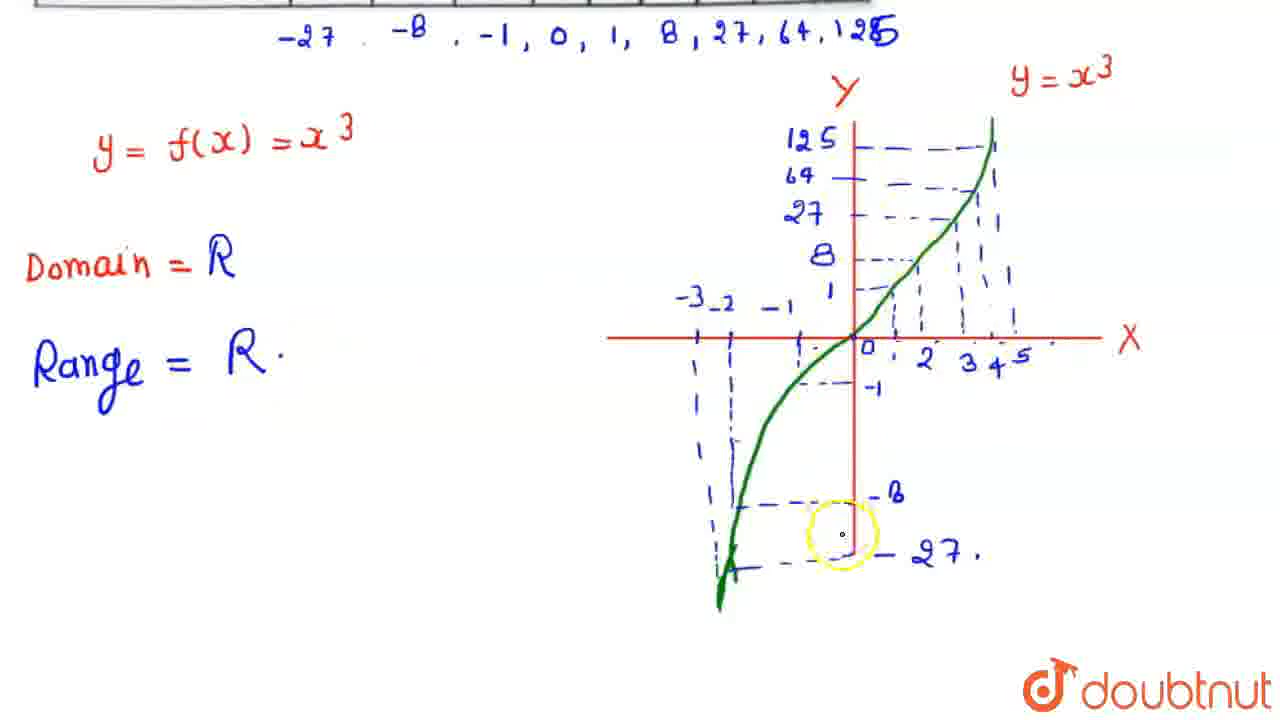 -27 . -8 . -1 , 0 , 1 , 8 , 27 , 64 , 125
y = x³
Y
y = f(x) = x³
125
64
27
Domain = R
8
1
-3 -2 -1
X
0 1 2 3 4 5
Range = R .
-1
-8
- 27 .
doubtnut